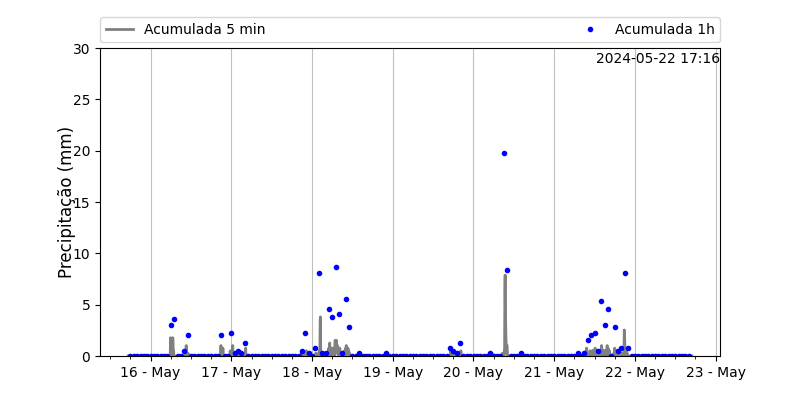 Acumulada 5 min
Acumulada 1h
2024-05-22 17:16
Precipitação (mm)
30
25
20
15
10
5
0
16 - May
17 - May
18 - May
19 - May
20 - May
21 - May
22 - May
23 - May